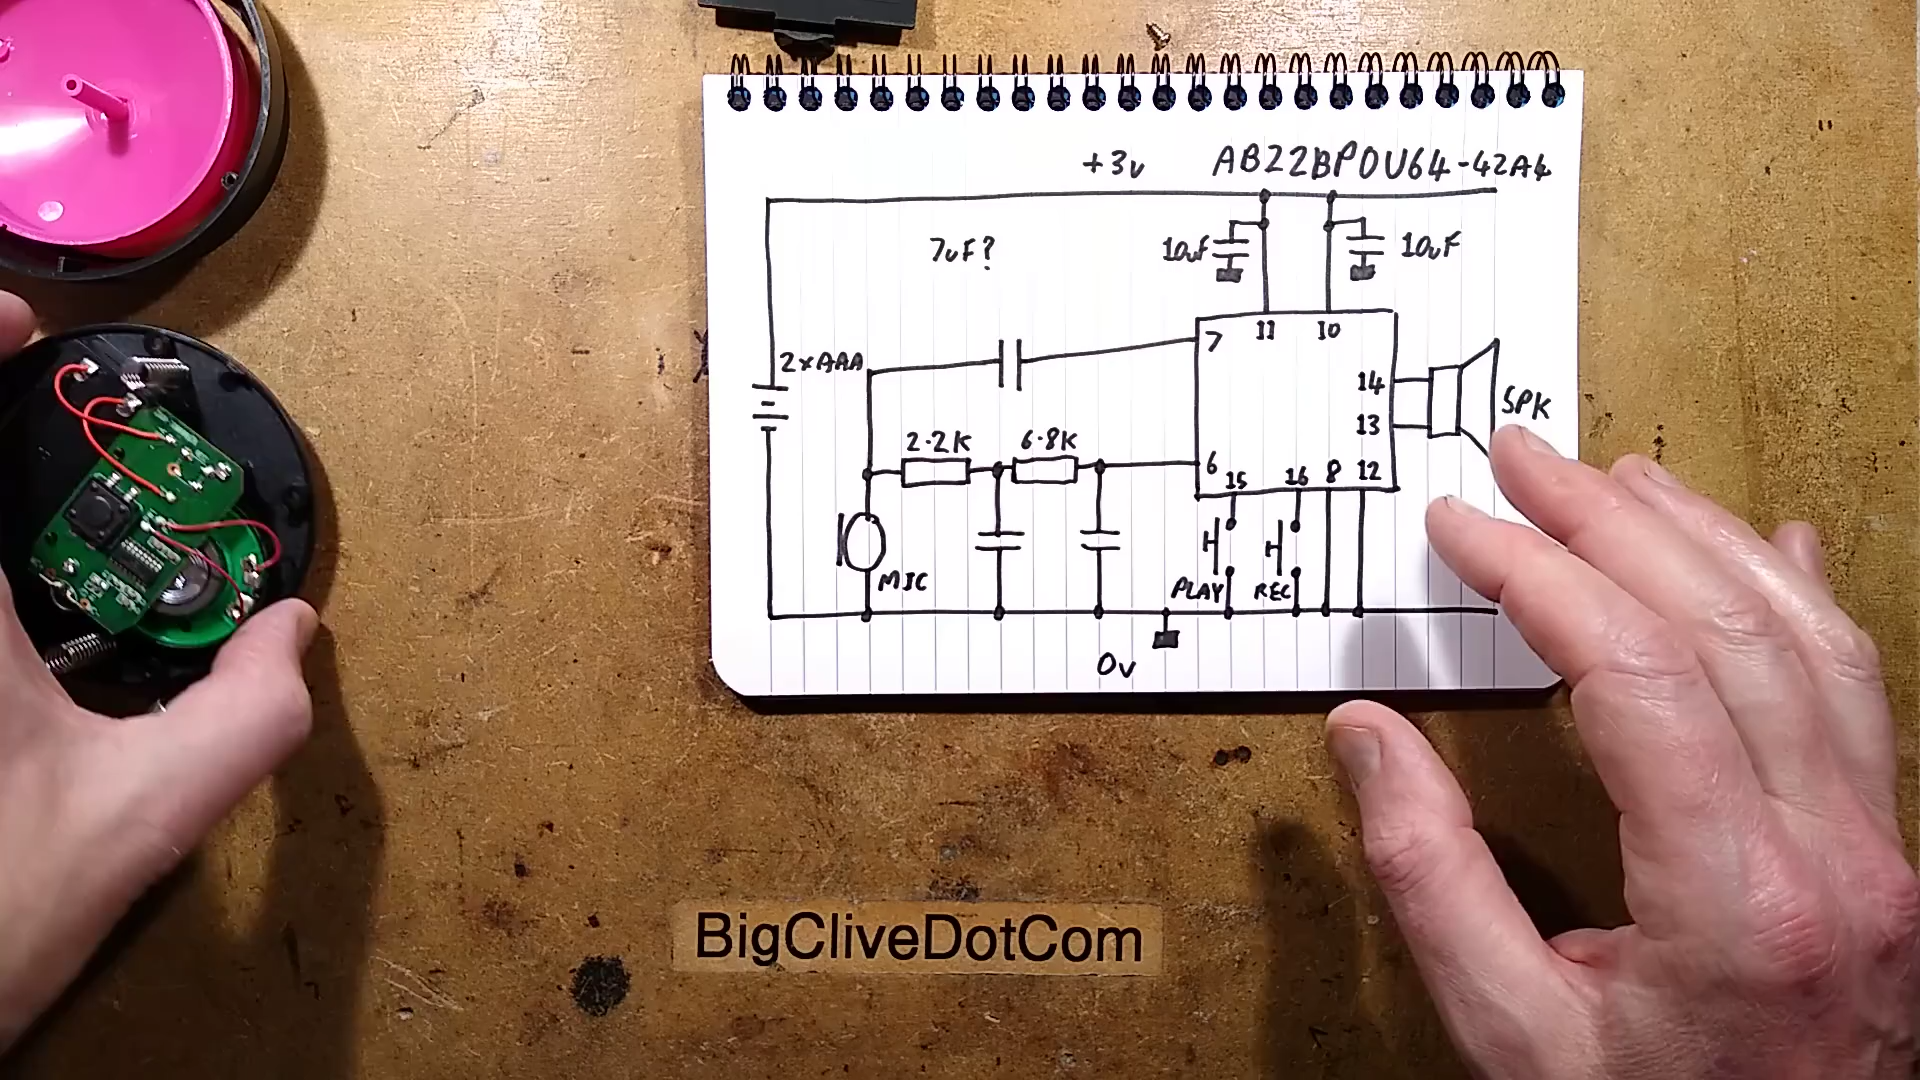 +3v AB22BP0U64-42A4
7uF? 10uF 10uF
2xAAA 7 11 10
14
SPK
13
2.2K 6.8K 6 15 16 8 12
MIC PLAY REC
0v
BigCliveDotCom